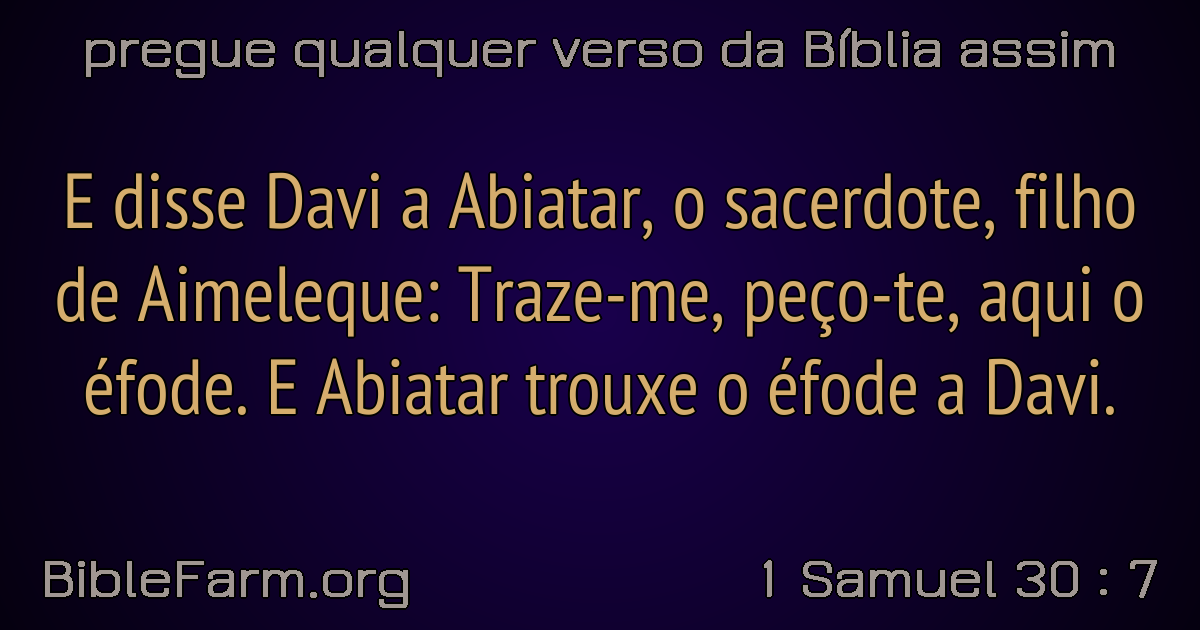 pregue qualquer verso da Bíblia assim
E disse Davi a Abiatar, o sacerdote, filho
de Aimeleque: Traze-me, peço-te, aqui o
éfode. E Abiatar trouxe o éfode a Davi.
BibleFarm.org
1 Samuel 30 : 7